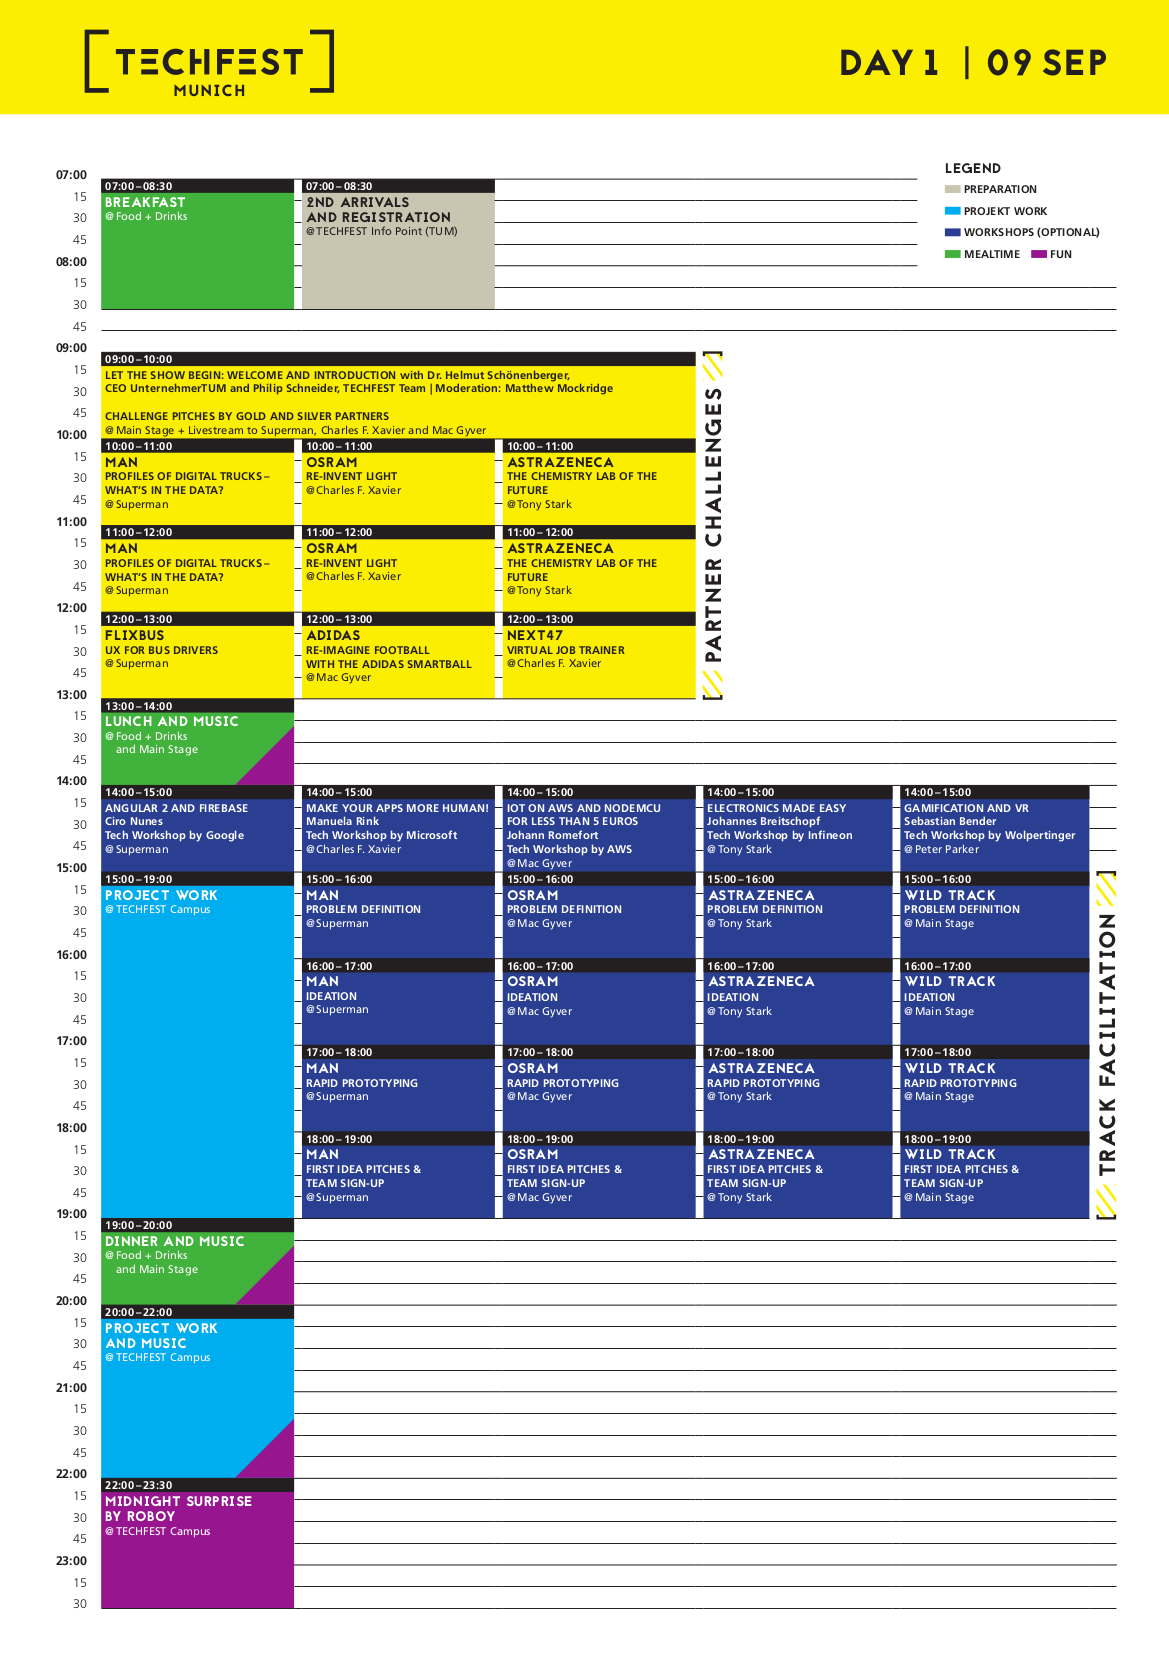 TECHFEST
MUNICH
DAY 1 | 09 SEP
LEGEND
PREPARATION
PROJEKT WORK
WORKSHOPS (OPTIONAL)
MEALTIME FUN
07:00
15
30
45
08:00
15
30
45
09:00
15
30
45
10:00
15
30
45
11:00
15
30
45
12:00
15
30
45
13:00
15
30
45
14:00
15
30
45
15:00
15
30
45
16:00
15
30
45
17:00
15
30
45
18:00
15
30
45
19:00
15
30
45
20:00
15
30
45
21:00
15
30
45
22:00
15
30
45
23:00
15
30
07:00–08:30
BREAKFAST
@ Food + Drinks
07:00–08:30
2ND ARRIVALS
AND REGISTRATION
@TECHFEST Info Point (TUM)
09:00–10:00
LET THE SHOW BEGIN: WELCOME AND INTRODUCTION with Dr. Helmut Schönenberger,
CEO UnternehmerTUM and Philip Schneider, TECHFEST Team | Moderation: Matthew Mockridge
CHALLENGE PITCHES BY GOLD AND SILVER PARTNERS
@ Main Stage + Livestream to Superman, Charles F. Xavier and Mac Gyver
PARTNER CHALLENGES
10:00–11:00
MAN
PROFILES OF DIGITAL TRUCKS –
WHAT'S IN THE DATA?
@ Superman
10:00–11:00
OSRAM
RE-INVENT LIGHT
@ Charles F. Xavier
10:00–11:00
ASTRAZENECA
THE CHEMISTRY LAB OF THE
FUTURE
@ Tony Stark
11:00–12:00
MAN
PROFILES OF DIGITAL TRUCKS –
WHAT'S IN THE DATA?
@ Superman
11:00–12:00
OSRAM
RE-INVENT LIGHT
@ Charles F. Xavier
11:00–12:00
ASTRAZENECA
THE CHEMISTRY LAB OF THE
FUTURE
@ Tony Stark
12:00–13:00
FLIXBUS
UX FOR BUS DRIVERS
@ Superman
12:00–13:00
ADIDAS
RE-IMAGINE FOOTBALL
WITH THE ADIDAS SMARTBALL
@ Mac Gyver
12:00–13:00
NEXT47
VIRTUAL JOB TRAINER
@ Charles F. Xavier
13:00–14:00
LUNCH AND MUSIC
@ Food + Drinks
and Main Stage
14:00–15:00
ANGULAR 2 AND FIREBASE
Ciro Nunes
Tech Workshop by Google
@ Superman
14:00–15:00
MAKE YOUR APPS MORE HUMAN!
Manuela Rink
Tech Workshop by Microsoft
@ Charles F. Xavier
14:00–15:00
IOT ON AWS AND NODEMCU
FOR LESS THAN 5 EUROS
Johann Romefort
Tech Workshop by AWS
@ Mac Gyver
14:00–15:00
ELECTRONICS MADE EASY
Johannes Breitschopf
Tech Workshop by Infineon
@ Tony Stark
14:00–15:00
GAMIFICATION AND VR
Sebastian Bender
Tech Workshop by Wolpertinger
@ Peter Parker
15:00–19:00
PROJECT WORK
@ TECHFEST Campus
15:00–16:00
MAN
PROBLEM DEFINITION
@ Superman
15:00–16:00
OSRAM
PROBLEM DEFINITION
@ Mac Gyver
15:00–16:00
ASTRAZENECA
PROBLEM DEFINITION
@ Tony Stark
15:00–16:00
WILD TRACK
PROBLEM DEFINITION
@ Main Stage
TRACK FACILITATION
16:00–17:00
MAN
IDEATION
@ Superman
16:00–17:00
OSRAM
IDEATION
@ Mac Gyver
16:00–17:00
ASTRAZENECA
IDEATION
@ Tony Stark
16:00–17:00
WILD TRACK
IDEATION
@ Main Stage
17:00–18:00
MAN
RAPID PROTOTYPING
@ Superman
17:00–18:00
OSRAM
RAPID PROTOTYPING
@ Mac Gyver
17:00–18:00
ASTRAZENECA
RAPID PROTOTYPING
@ Tony Stark
17:00–18:00
WILD TRACK
RAPID PROTOTYPING
@ Main Stage
18:00–19:00
MAN
FIRST IDEA PITCHES &
TEAM SIGN-UP
@ Superman
18:00–19:00
OSRAM
FIRST IDEA PITCHES &
TEAM SIGN-UP
@ Mac Gyver
18:00–19:00
ASTRAZENECA
FIRST IDEA PITCHES &
TEAM SIGN-UP
@ Tony Stark
18:00–19:00
WILD TRACK
FIRST IDEA PITCHES &
TEAM SIGN-UP
@ Main Stage
19:00–20:00
DINNER AND MUSIC
@ Food + Drinks
and Main Stage
20:00–22:00
PROJECT WORK
AND MUSIC
@ TECHFEST Campus
22:00–23:30
MIDNIGHT SURPRISE
BY ROBOY
@ TECHFEST Campus